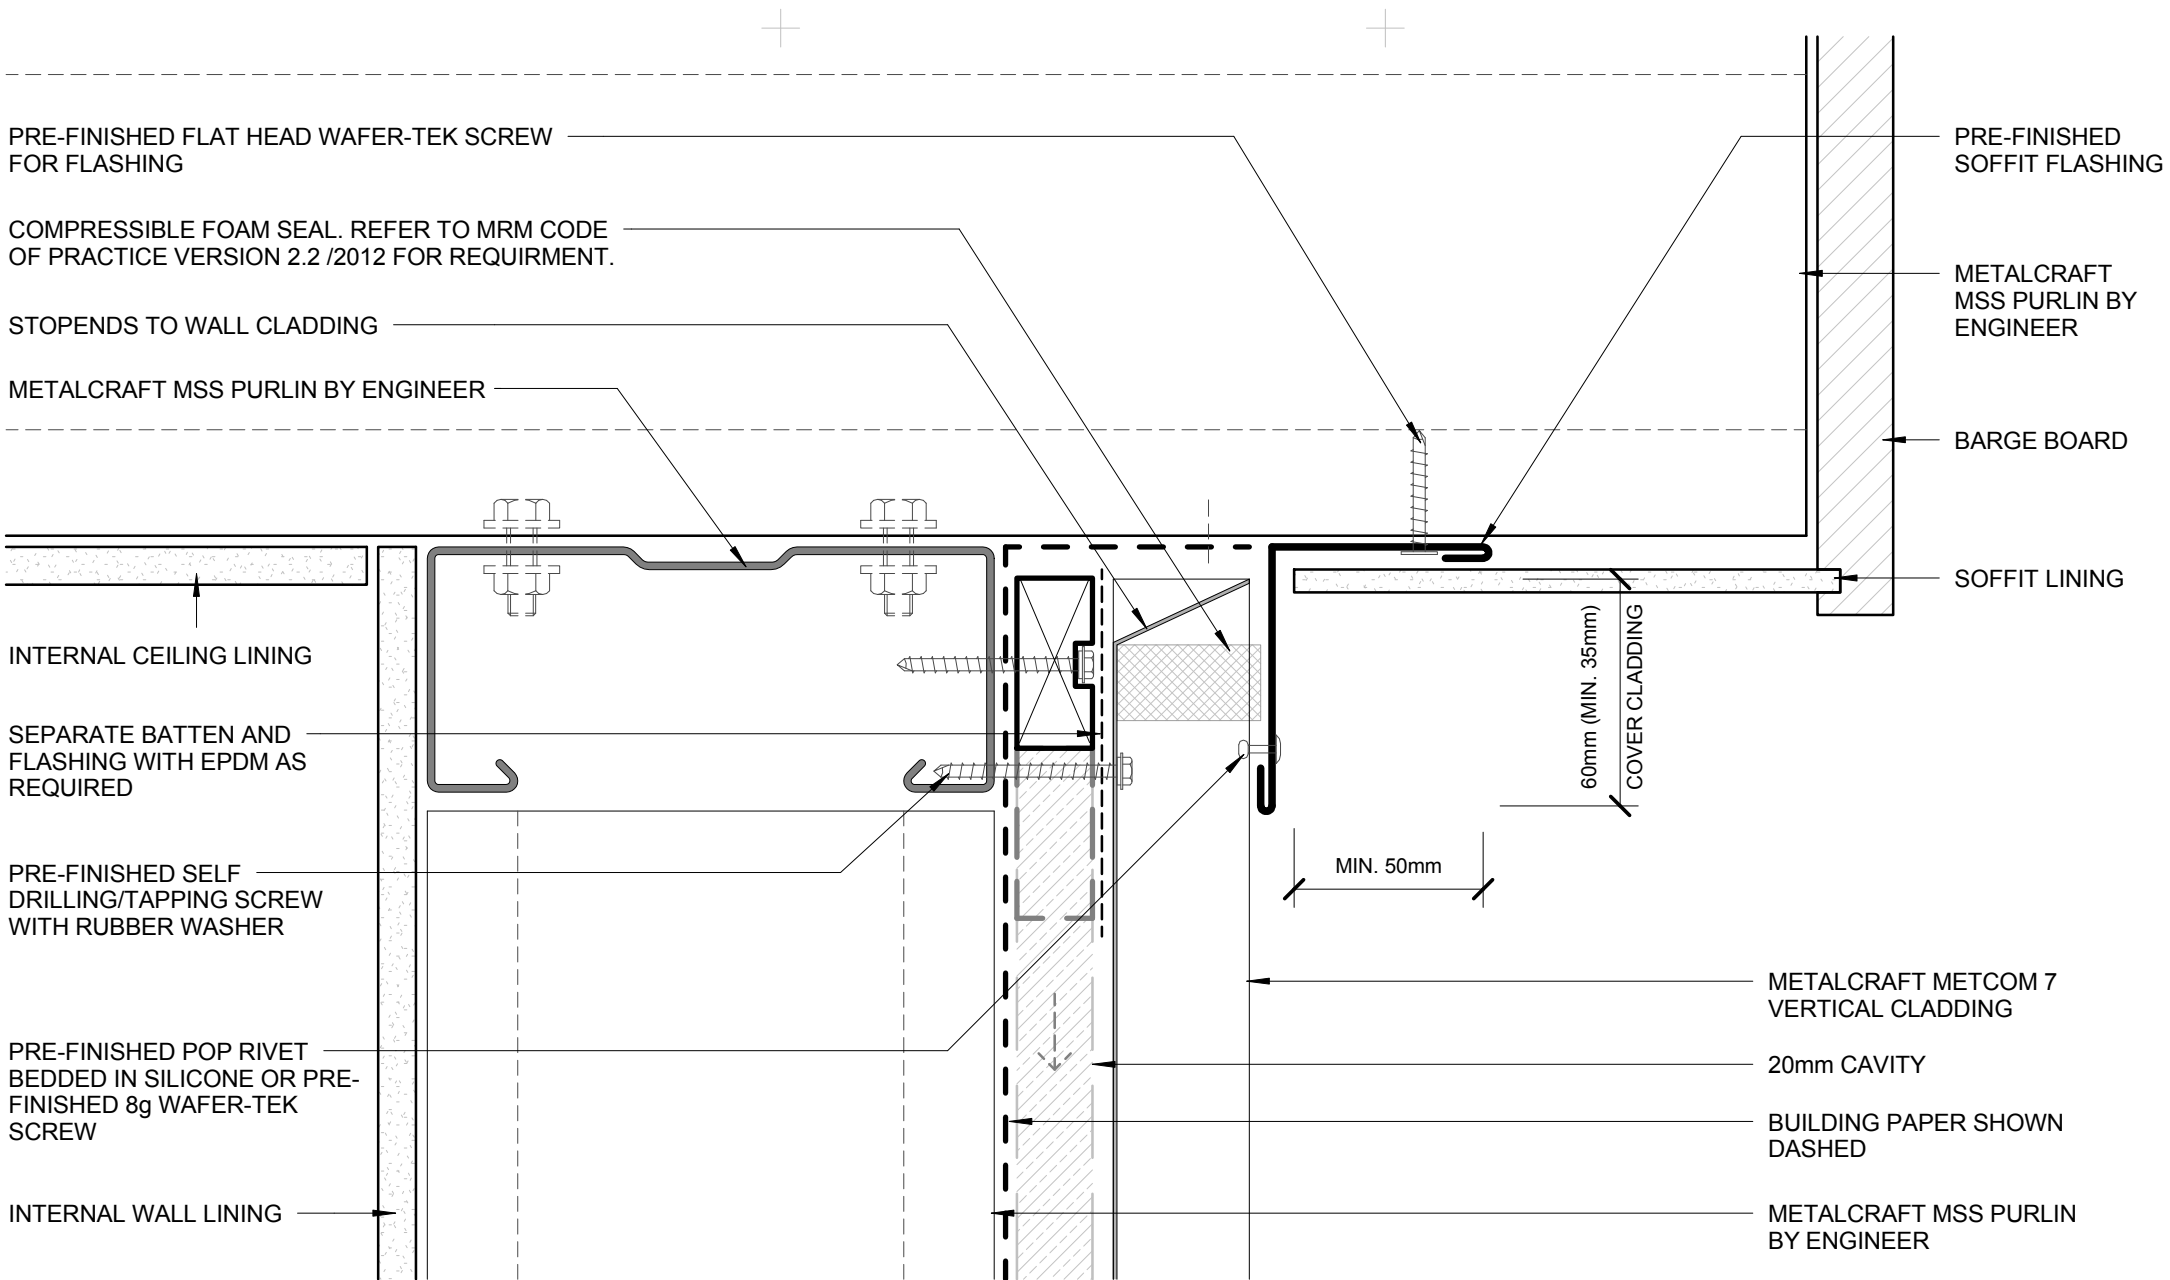 PRE-FINISHED FLAT HEAD WAFER-TEK SCREW
FOR FLASHING
COMPRESSIBLE FOAM SEAL. REFER TO MRM CODE
OF PRACTICE VERSION 2.2 /2012 FOR REQUIRMENT.
STOPENDS TO WALL CLADDING
METALCRAFT MSS PURLIN BY ENGINEER
INTERNAL CEILING LINING
SEPARATE BATTEN AND
FLASHING WITH EPDM AS
REQUIRED
PRE-FINISHED SELF
DRILLING/TAPPING SCREW
WITH RUBBER WASHER
PRE-FINISHED POP RIVET
BEDDED IN SILICONE OR PRE-
FINISHED 8g WAFER-TEK
SCREW
INTERNAL WALL LINING
60mm (MIN. 35mm)
COVER CLADDING
MIN. 50mm
PRE-FINISHED
SOFFIT FLASHING
METALCRAFT
MSS PURLIN BY
ENGINEER
BARGE BOARD
SOFFIT LINING
METALCRAFT METCOM 7
VERTICAL CLADDING
20mm CAVITY
BUILDING PAPER SHOWN
DASHED
METALCRAFT MSS PURLIN
BY ENGINEER